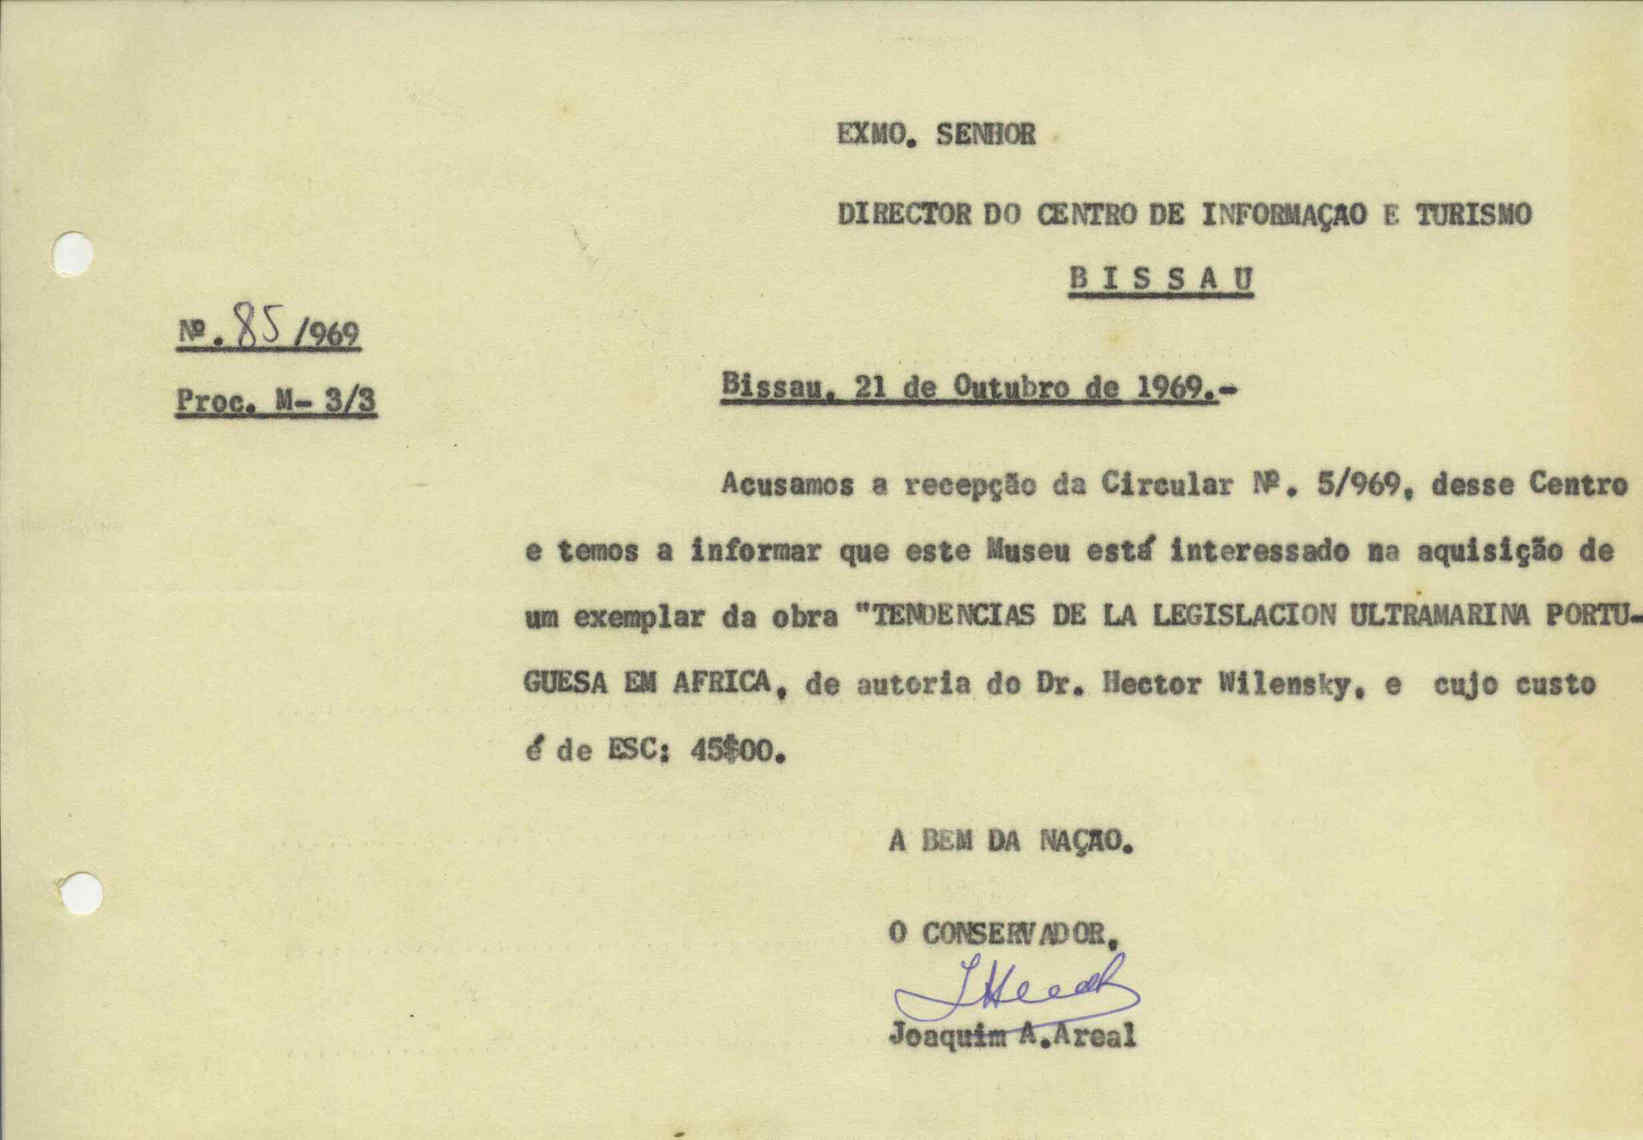 EXMO. SENHOR
DIRECTOR DO CENTRO DE INFORMAÇAO E TURISMO
B I S S A U
Nº. 85/969
Proc. M- 3/3
Bissau, 21 de Outubro de 1969.-
Acusamos a recepção da Circular Nº. 5/969, desse Centro
e temos a informar que este Museu está interessado na aquisição de
um exemplar da obra "TENDENCIAS DE LA LEGISLACION ULTRAMARINA PORTU-
GUESA EM AFRICA, de autoria do Dr. Hector Wilensky, e cujo custo
é de ESC: 45$00.
A BEM DA NAÇAO.
O CONSERVADOR,
Joaquim A.Areal